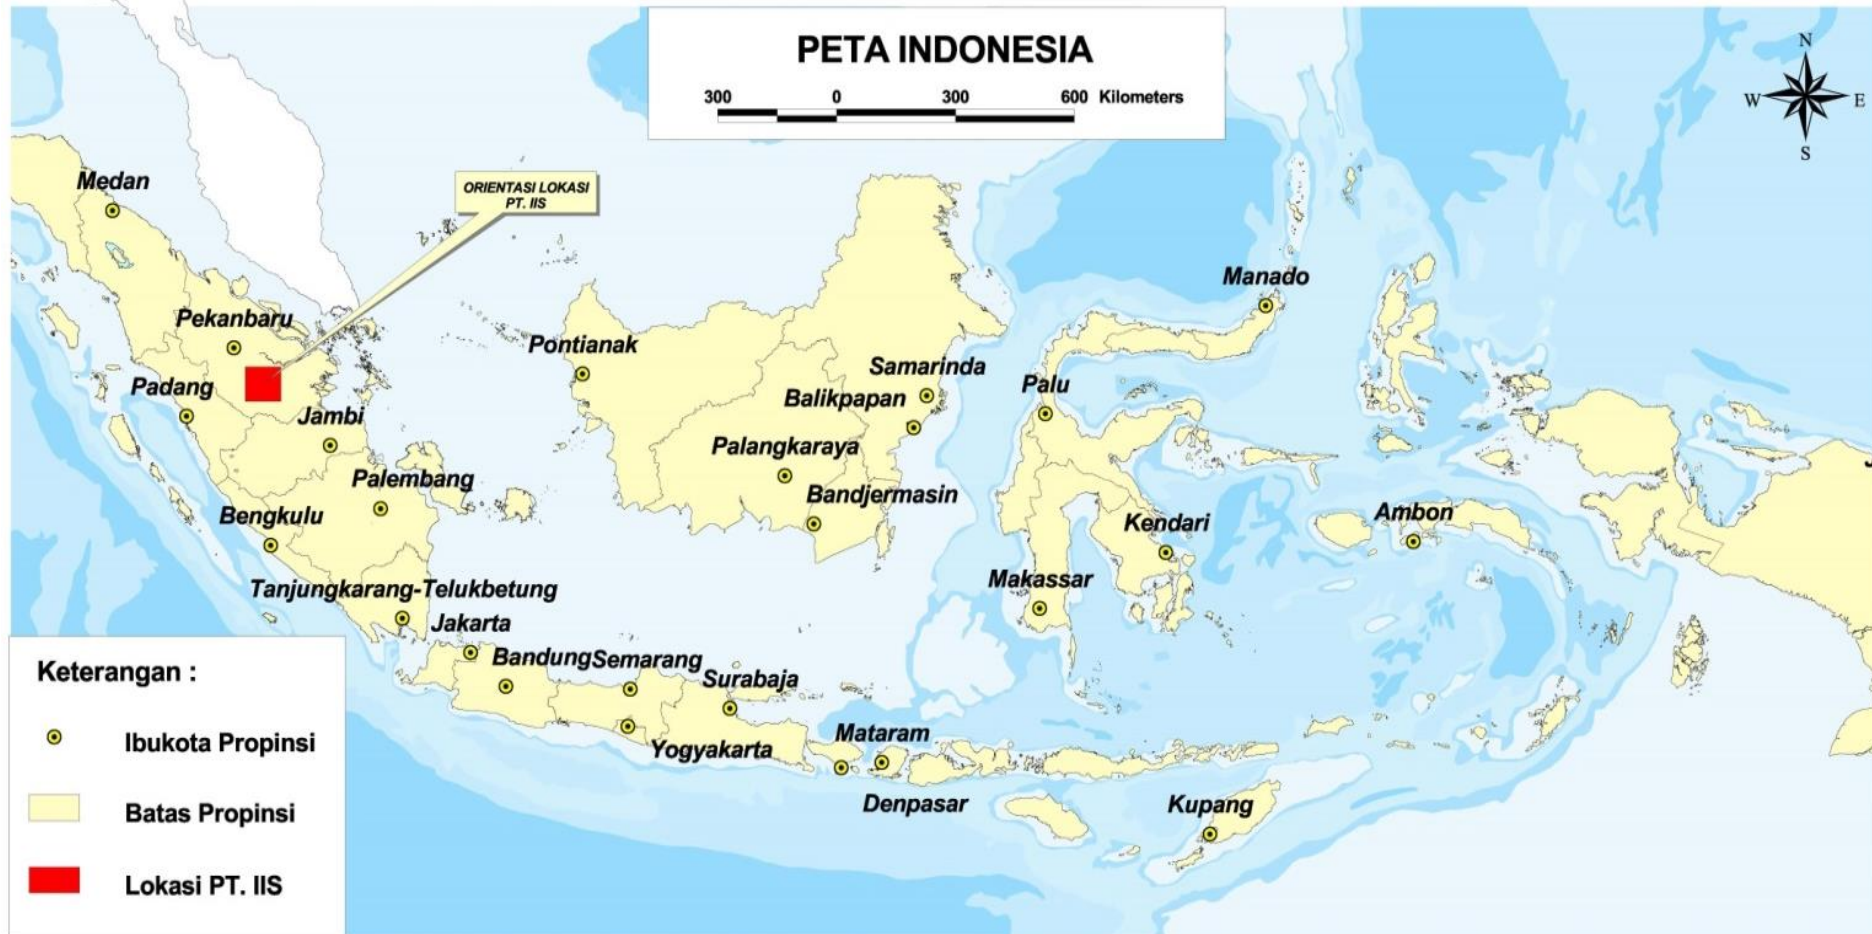 PETA INDONESIA
300 0 300 600 Kilometers
N
W E
S
Medan
ORIENTASI LOKASI
PT. IIS
Manado
Pekanbaru
Pontianak
Samarinda
Padang
Palu
Balikpapan
Jambi
Palangkaraya
Palembang
Bandjermasin
Bengkulu
Ambon
Kendari
Makassar
Tanjungkarang-Telukbetung
Jakarta
Bandung
Semarang
Surabaja
Mataram
Yogyakarta
Denpasar
Kupang
Keterangan :
Ibukota Propinsi
Batas Propinsi
Lokasi PT. IIS